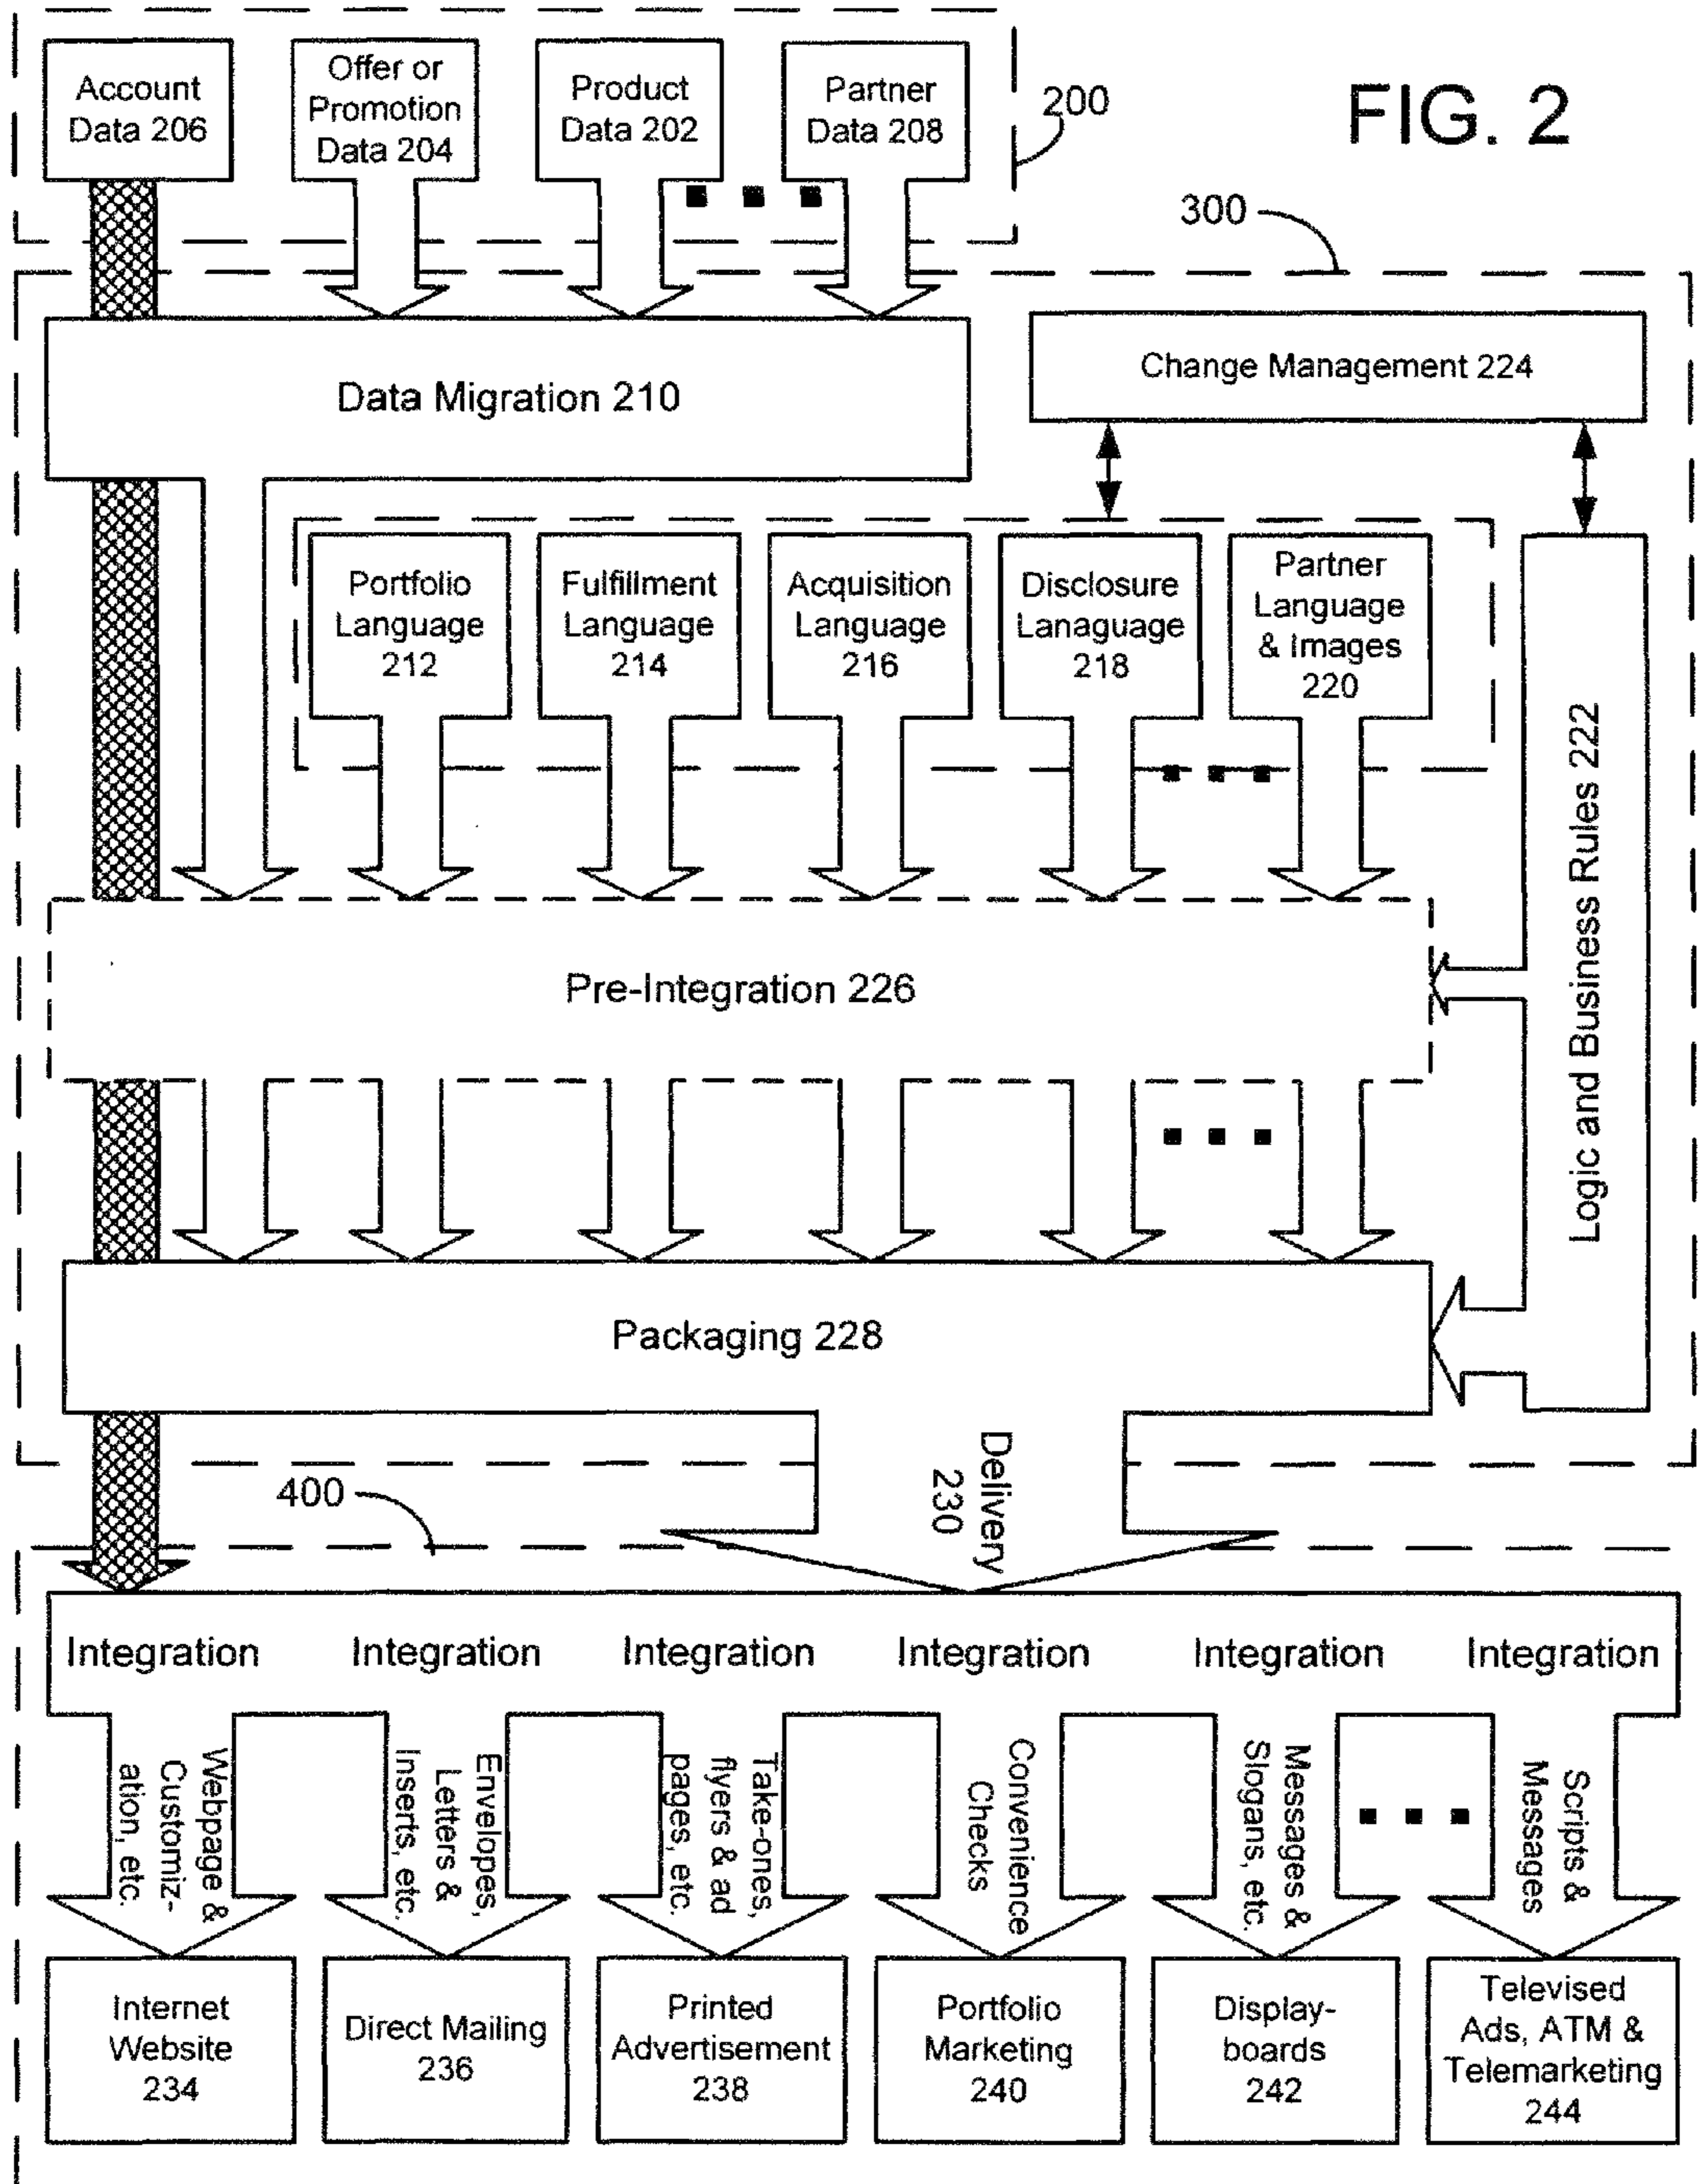 FIG. 2
Account
Data 206
Offer or
Promotion
Data 204
Product
Data 202
Partner
Data 208
200
300
Data Migration 210
Change Management 224
Portfolio
Language
212
Fulfillment
Language
214
Acquisition
Language
216
Disclosure
Lanaguage
218
Partner
Language
& Images
220
Logic and Business Rules 222
Pre-Integration 226
Packaging 228
Delivery
230
400
Integration
Integration
Integration
Integration
Integration
Integration
Webpage &
Customiz-
ation, etc.
Envelopes,
Letters &
Inserts, etc.
Take-ones,
flyers & ad
pages, etc.
Convenience
Checks
Messages &
Slogans, etc.
Scripts &
Messages
Internet
Website
234
Direct Mailing
236
Printed
Advertisement
238
Portfolio
Marketing
240
Display-
boards
242
Televised
Ads, ATM &
Telemarketing
244